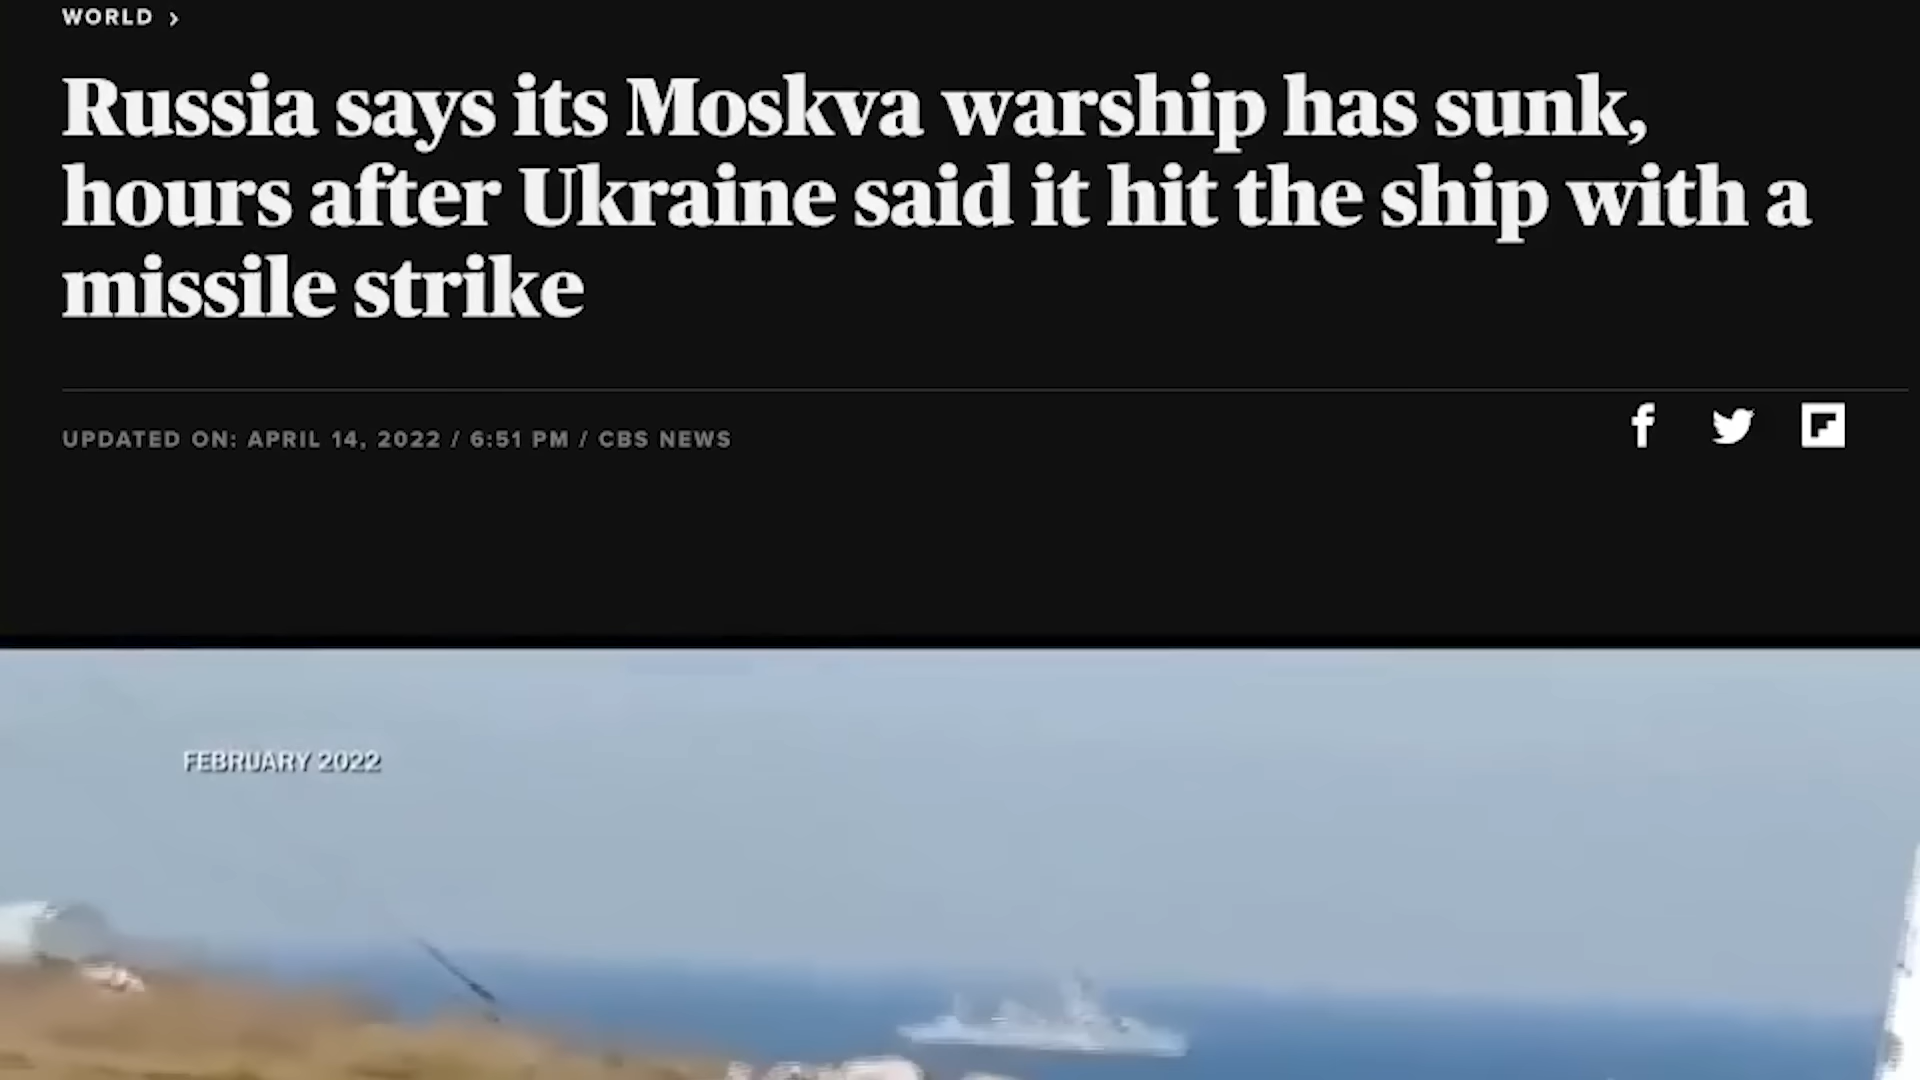 WORLD >
Russia says its Moskva warship has sunk,
hours after Ukraine said it hit the ship with a
missile strike
UPDATED ON: APRIL 14, 2022 / 6:51 PM / CBS NEWS
FEBRUARY 2022